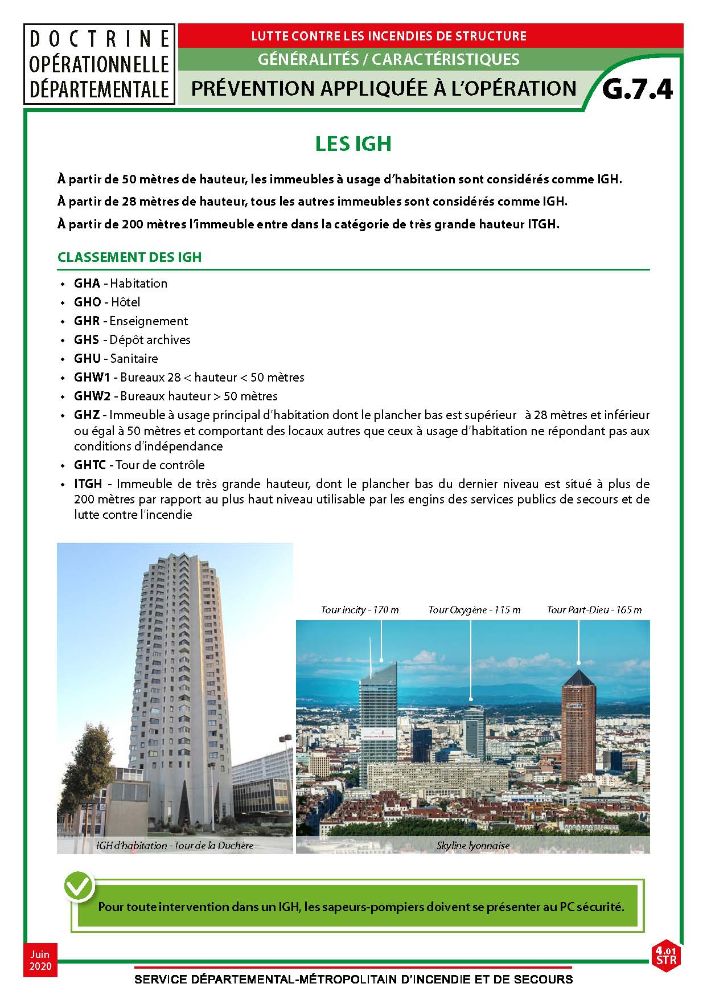 DOCTRINE
OPÉRATIONNELLE
DÉPARTEMENTALE
LUTTE CONTRE LES INCENDIES DE STRUCTURE
GÉNÉRALITÉS / CARACTÉRISTIQUES
PRÉVENTION APPLIQUÉE À L’OPÉRATION
G.7.4
LES IGH
À partir de 50 mètres de hauteur, les immeubles à usage d’habitation sont considérés comme IGH.
À partir de 28 mètres de hauteur, tous les autres immeubles sont considérés comme IGH.
À partir de 200 mètres l’immeuble entre dans la catégorie de très grande hauteur ITGH.
CLASSEMENT DES IGH
• GHA - Habitation
• GHO - Hôtel
• GHR - Enseignement
• GHS - Dépôt archives
• GHU - Sanitaire
• GHW1 - Bureaux 28 < hauteur < 50 mètres
• GHW2 - Bureaux hauteur > 50 mètres
• GHZ - Immeuble à usage principal d’habitation dont le plancher bas est supérieur à 28 mètres et inférieur
ou égal à 50 mètres et comportant des locaux autres que ceux à usage d’habitation ne répondant pas aux
conditions d’indépendance
• GHTC - Tour de contrôle
• ITGH - Immeuble de très grande hauteur, dont le plancher bas du dernier niveau est situé à plus de
200 mètres par rapport au plus haut niveau utilisable par les engins des services publics de secours et de
lutte contre l’incendie
Tour Incity - 170 m
Tour Oxygène - 115 m
Tour Part-Dieu - 165 m
IGH d’habitation - Tour de la Duchère
Skyline lyonnaise
Pour toute intervention dans un IGH, les sapeurs-pompiers doivent se présenter au PC sécurité.
Juin
2020
4.01
STR
SERVICE DÉPARTEMENTAL-MÉTROPOLITAIN D’INCENDIE ET DE SECOURS